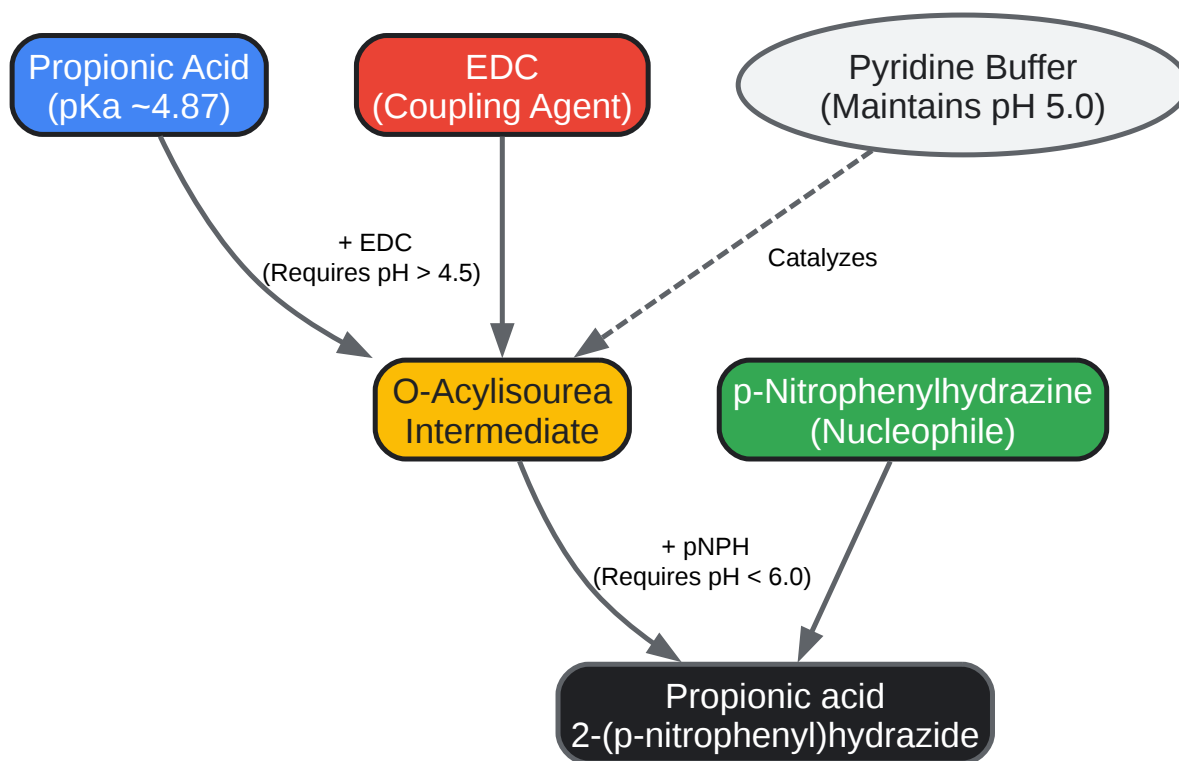 Propionic Acid
(pKa ~4.87)
EDC
(Coupling Agent)
Pyridine Buffer
(Maintains pH 5.0)
+ EDC
(Requires pH > 4.5)
Catalyzes
O-Acylisourea
Intermediate
p-Nitrophenylhydrazine
(Nucleophile)
+ pNPH
(Requires pH < 6.0)
Propionic acid
2-(p-nitrophenyl)hydrazide